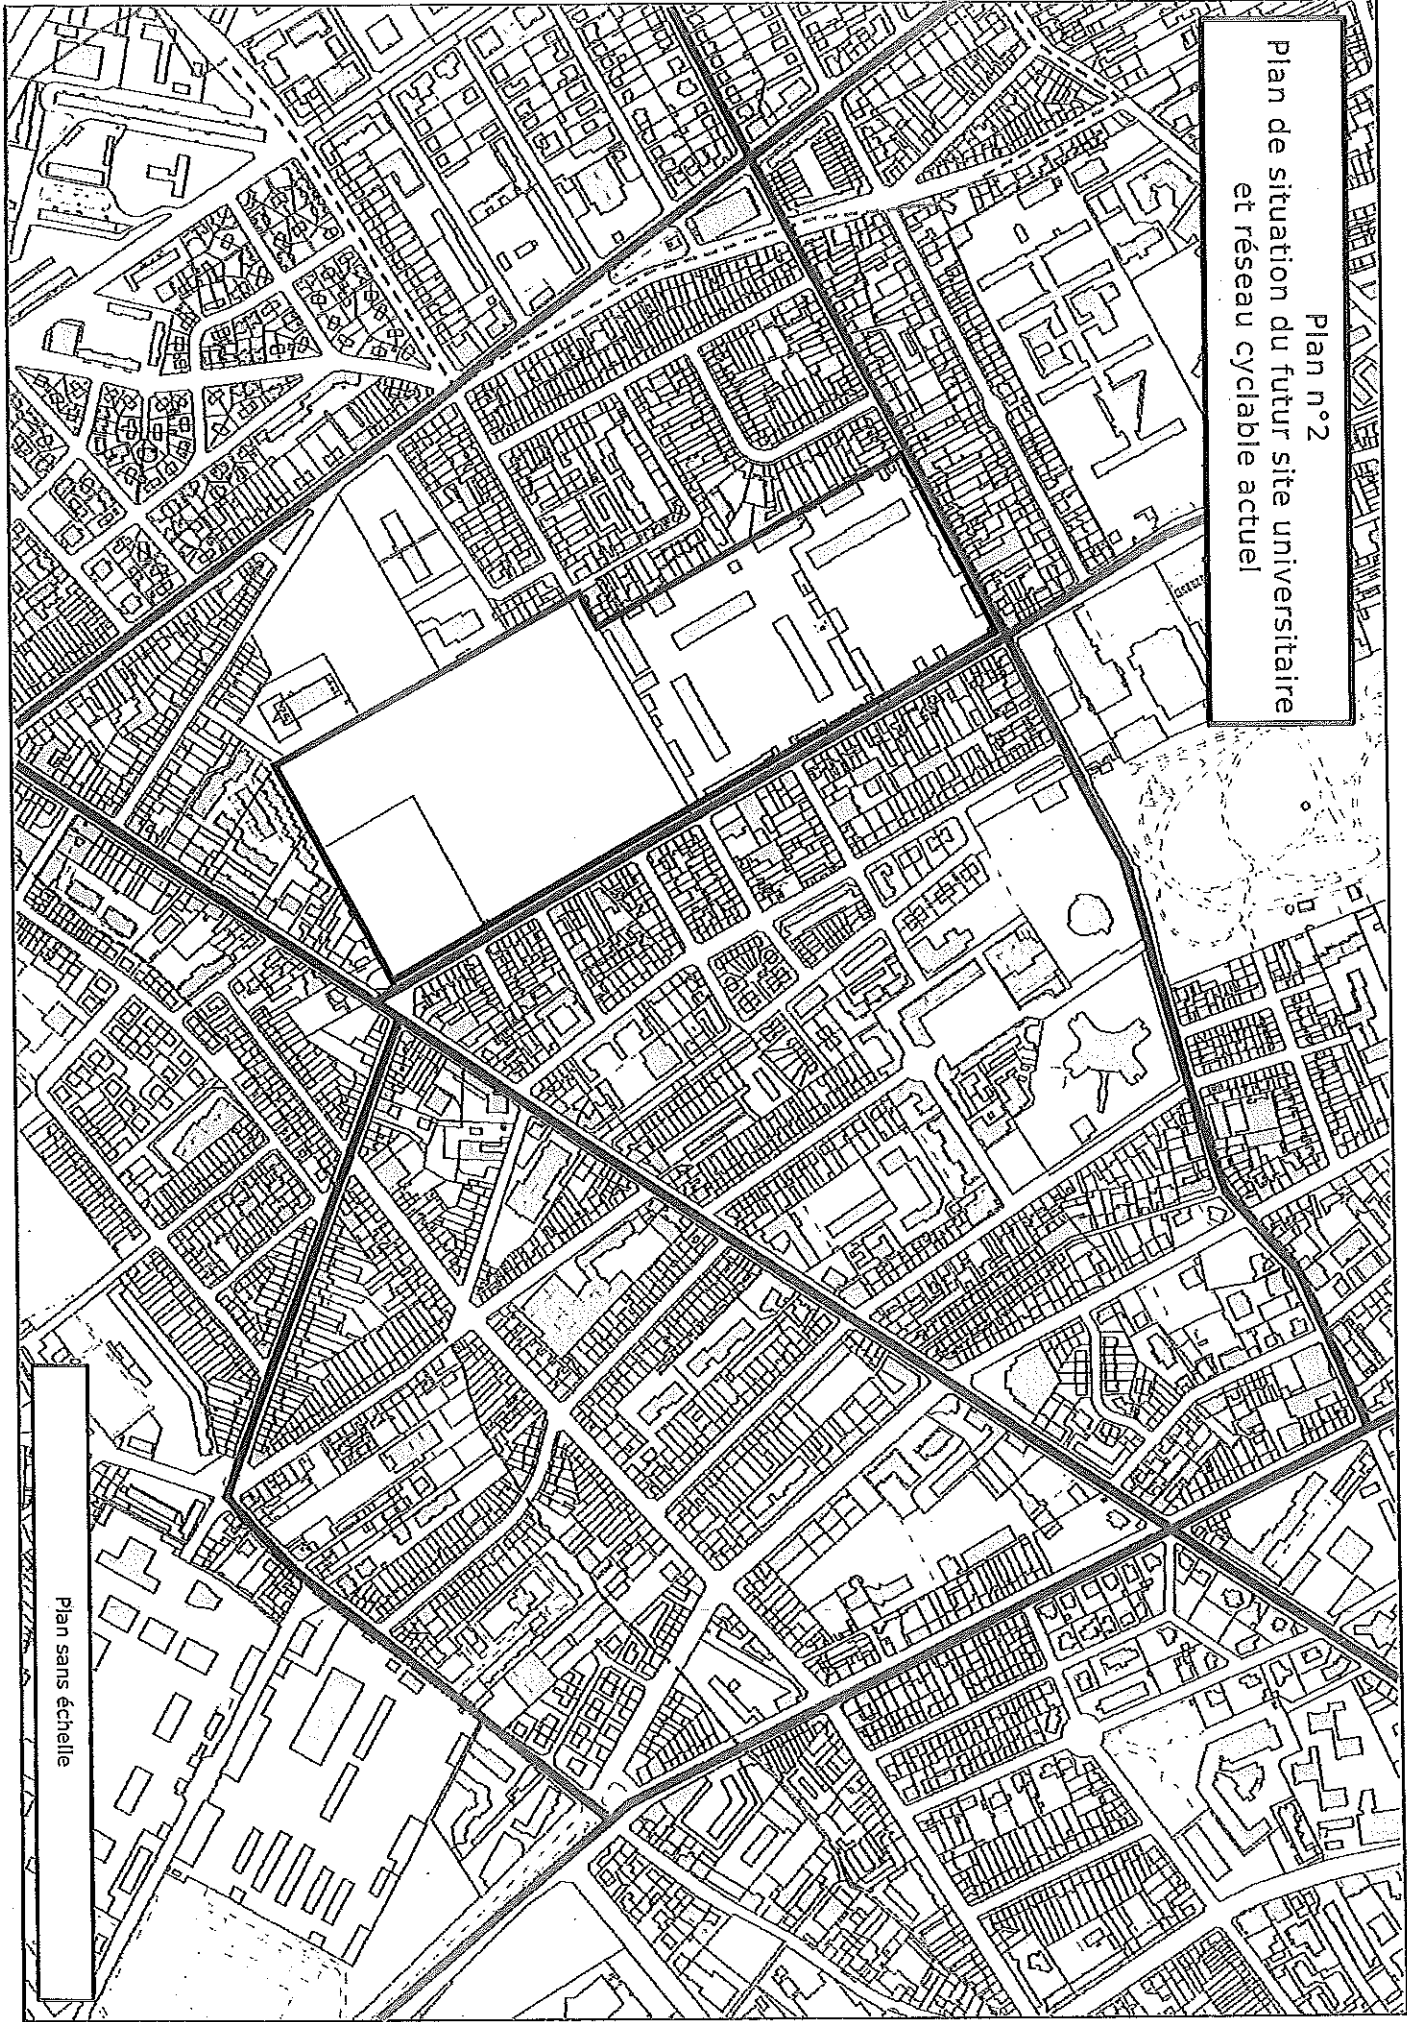 Plan n°2
Plan de situation du futur site universitaire
et réseau cyclable actuel
Plan sans échelle